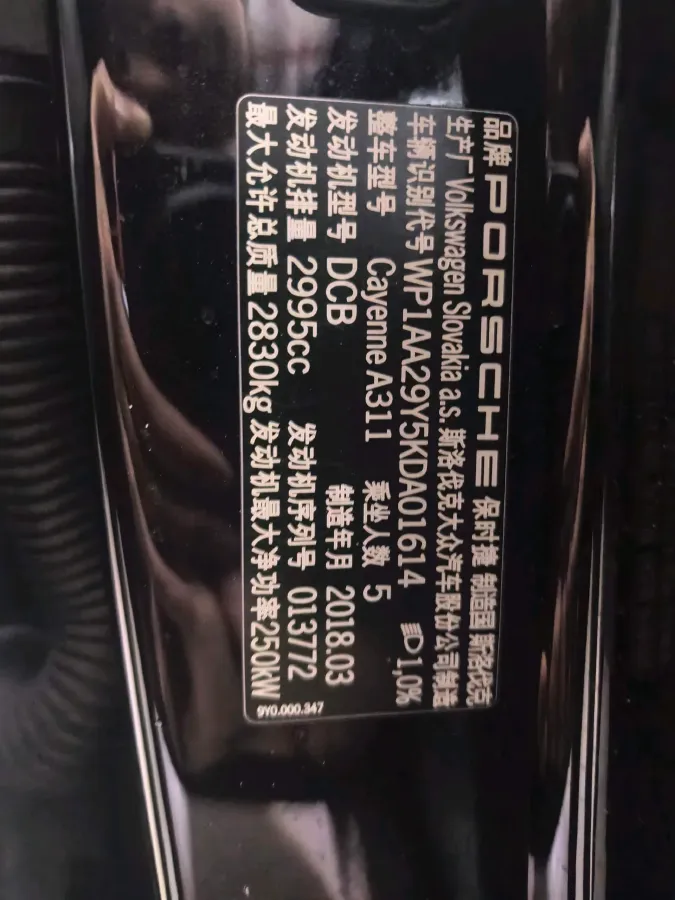 品牌 PORSCHE 保时捷 制造国 斯洛伐克
生产厂 Volkswagen Slovakia a.s. 斯洛伐克大众汽车股份公司制造
车辆识别代号 WP1AA29Y5KDA01614 1,0%
整车型号 Cayenne A311 乘坐人数 5
发动机型号 DCB 制造年月 2018.03
发动机排量 2995cc 发动机序列号 013772
最大允许总质量 2830kg 发动机最大净功率 250kW
9Y0.000.347